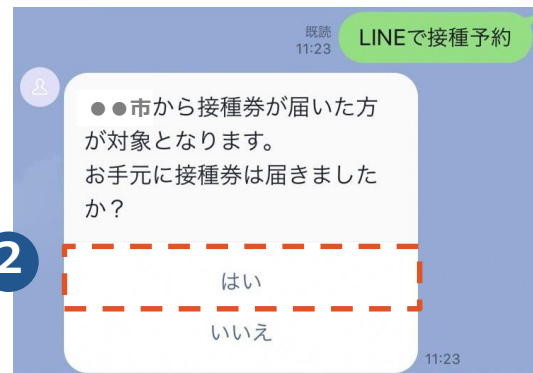 既読
11:23
LINEで接種予約
●●市から接種券が届いた方
が対象となります。
お手元に接種券は届きました
か？
2
はい
いいえ
11:23